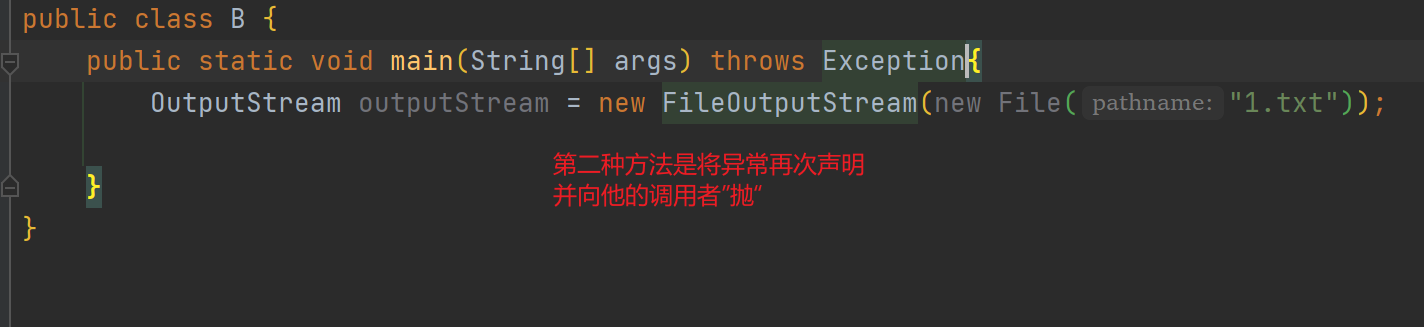 public class B {
public static void main(String[] args) throws Exception{
OutputStream outputStream = new FileOutputStream(new File( pathname: "1.txt"));
第二种方法是将异常再次声明
并向他的调用者”抛“
}
}